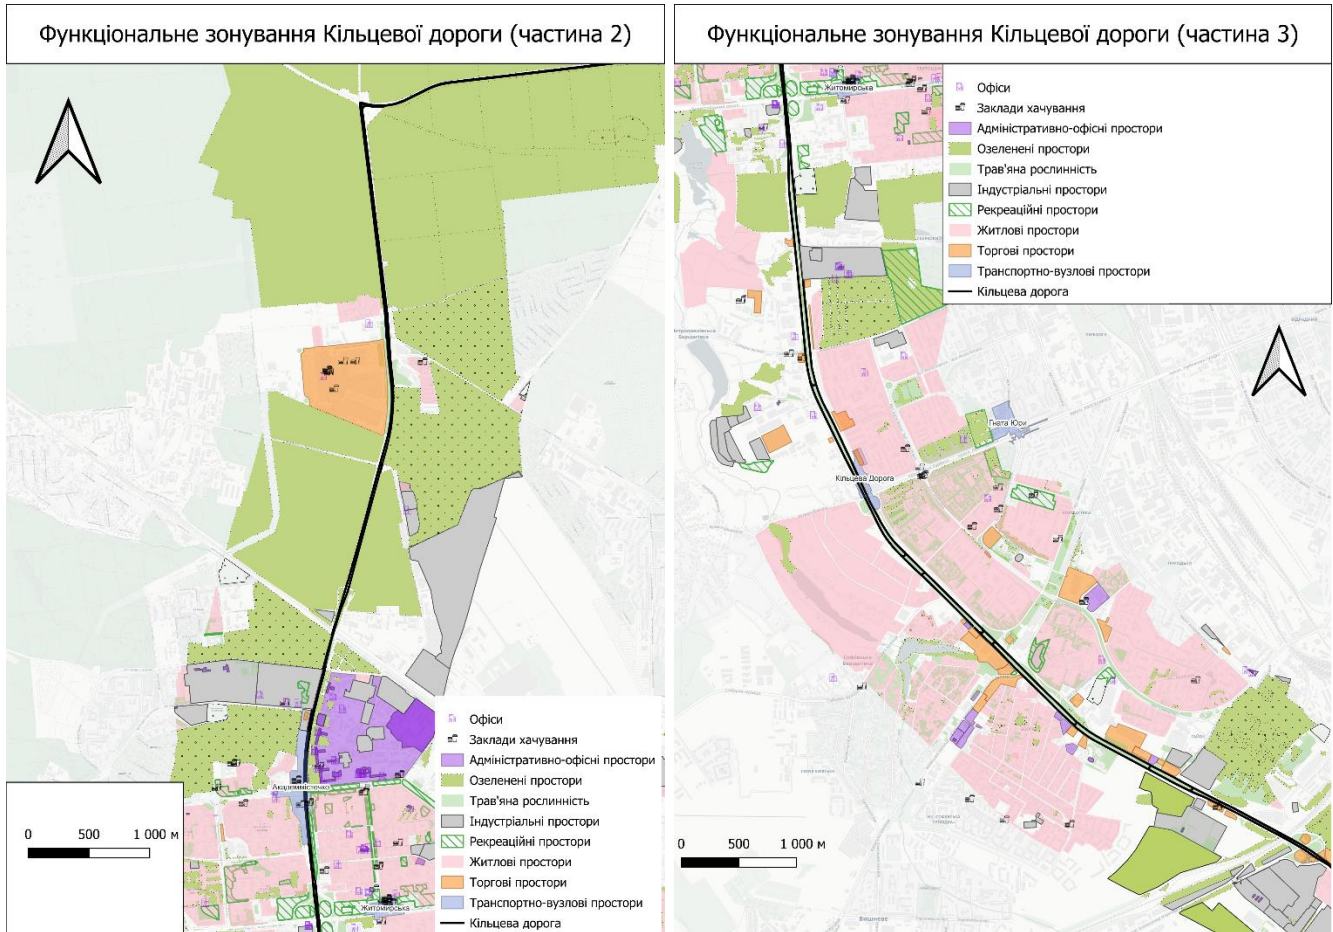 Функціональне зонування Кільцевої дороги (частина 2)
Академмістечко
Житомирська
0 500 1 000 м
Офіси
Заклади хачування
Адміністративно-офісні простори
Озеленені простори
Трав'яна рослинність
Індустріальні простори
Рекреаційні простори
Житлові простори
Торгові простори
Транспортно-вузлові простори
Кільцева дорога
Функціональне зонування Кільцевої дороги (частина 3)
Житомирська
Офіси
Заклади хачування
Адміністративно-офісні простори
Озеленені простори
Трав'яна рослинність
Індустріальні простори
Рекреаційні простори
Житлові простори
Торгові простори
Транспортно-вузлові простори
Кільцева дорога
Гната Юри
Кільцева Дорога
0 500 1 000 м
Вишневе